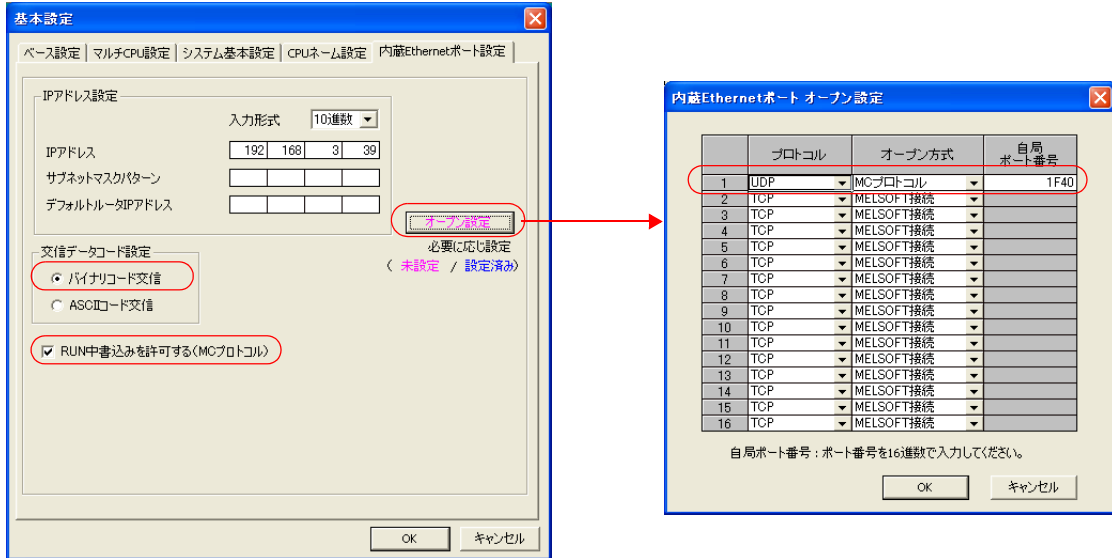 基本設定
ベース設定 マルチCPU設定 システム基本設定 CPUネーム設定 内蔵Ethernetポート設定
IPアドレス設定
入力形式 10進数
IPアドレス 192 168 3 39
サブネットマスクパターン
デフォルトルータIPアドレス
オープン設定
必要に応じ設定
( 未設定 / 設定済み)
交信データコード設定
バイナリコード交信
ASCIIコード交信
RUN中書込みを許可する(MCプロトコル)
OK キャンセル
内蔵Ethernetポート オープン設定
プロトコル オープン方式 自局
ポート番号
1 UDP MCプロトコル 1F40
2 TCP MELSOFT接続
3 TCP MELSOFT接続
4 TCP MELSOFT接続
5 TCP MELSOFT接続
6 TCP MELSOFT接続
7 TCP MELSOFT接続
8 TCP MELSOFT接続
9 TCP MELSOFT接続
10 TCP MELSOFT接続
11 TCP MELSOFT接続
12 TCP MELSOFT接続
13 TCP MELSOFT接続
14 TCP MELSOFT接続
15 TCP MELSOFT接続
16 TCP MELSOFT接続
自局ポート番号:ポート番号を16進数で入力してください。
OK キャンセル